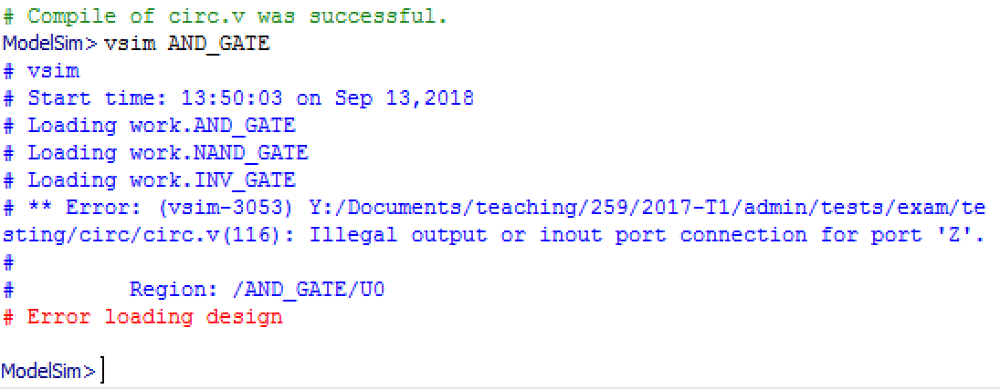 # Compile of circ.v was successful.
ModelSim> vsim AND_GATE
# vsim
# Start time: 13:50:03 on Sep 13,2018
# Loading work.AND_GATE
# Loading work.NAND_GATE
# Loading work.INV_GATE
# ** Error: (vsim-3053) Y:/Documents/teaching/259/2017-T1/admin/tests/exam/te
sting/circ/circ.v(116): Illegal output or inout port connection for port 'Z'.
#
#         Region: /AND_GATE/U0
# Error loading design
ModelSim>